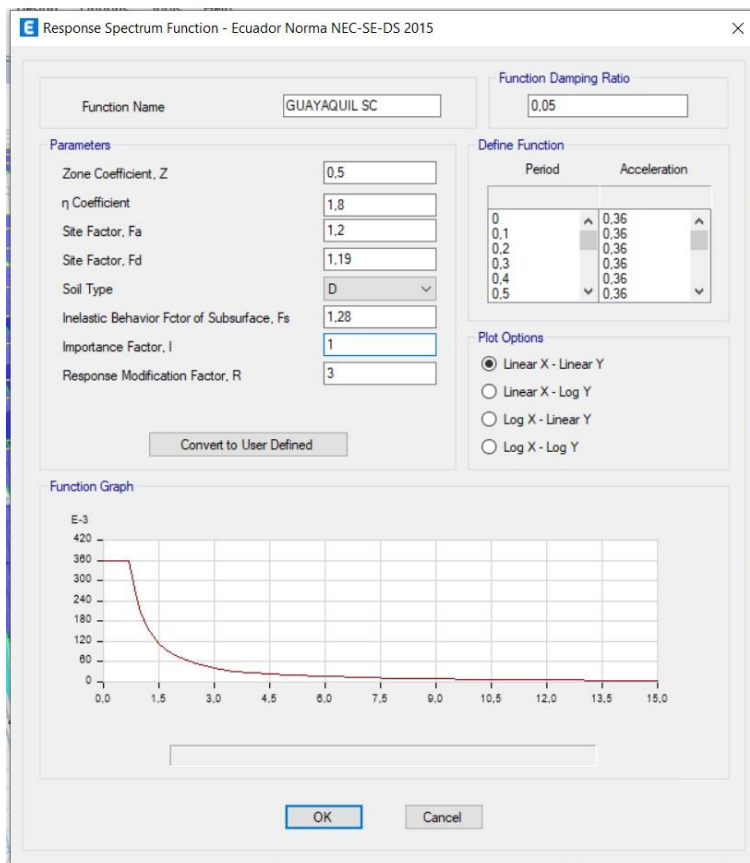 E Response Spectrum Function - Ecuador Norma NEC-SE-DS 2015
Function Name GUAYAQUIL SC
Function Damping Ratio
0,05
Parameters
Zone Coefficient, Z 0,5
η Coefficient 1,8
Site Factor, Fa 1,2
Site Factor, Fd 1,19
Soil Type D
Inelastic Behavior Fctor of Subsurface, Fs 1,28
Importance Factor, I 1
Response Modification Factor, R 3
Convert to User Defined
Define Function
Period Acceleration
0 0,36
0,1 0,36
0,2 0,36
0,3 0,36
0,4 0,36
0,5 0,36
Plot Options
Linear X - Linear Y
Linear X - Log Y
Log X - Linear Y
Log X - Log Y
Function Graph
E-3
420
360
300
240
180
120
60
0
0,0 1,5 3,0 4,5 6,0 7,5 9,0 10,5 12,0 13,5 15,0
OK Cancel